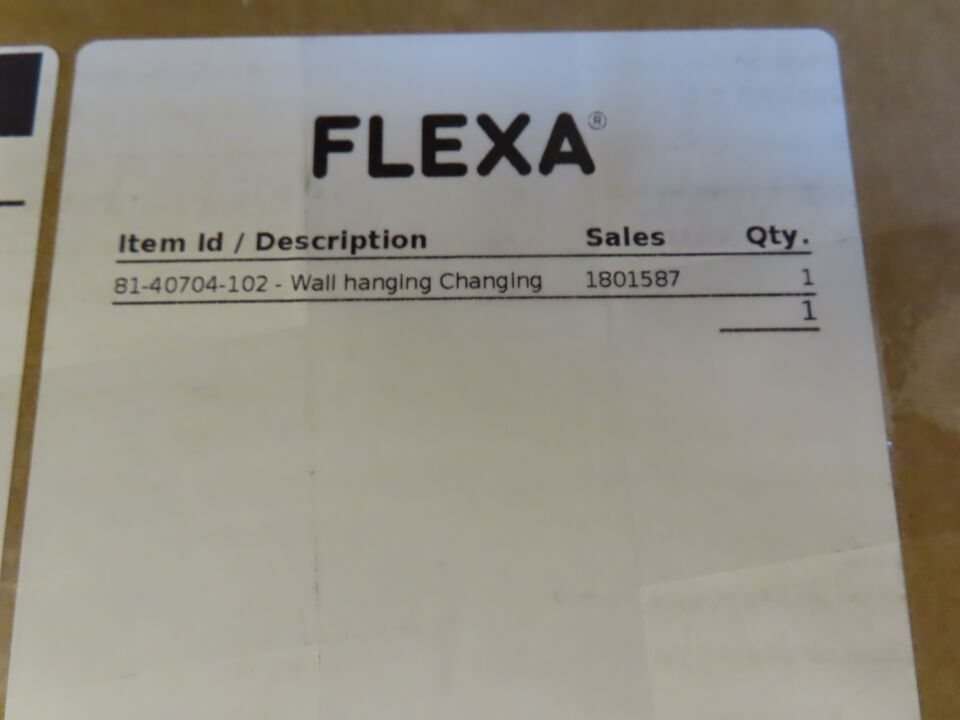 FLEXA®
Item Id / Description Sales Qty.
81-40704-102 - Wall hanging Changing 1801587 1
1